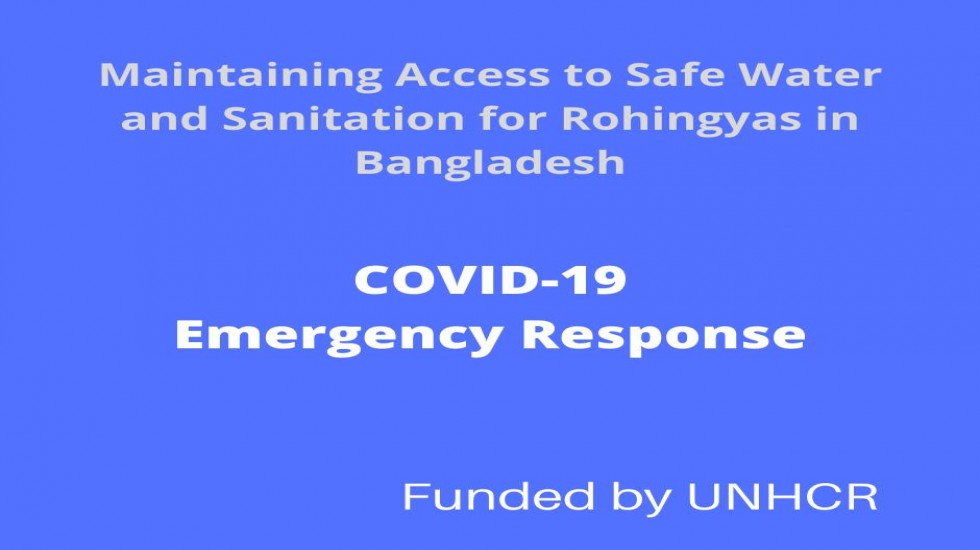 Maintaining Access to Safe Water
and Sanitation for Rohingyas in
Bangladesh
COVID-19
Emergency Response
Funded by UNHCR